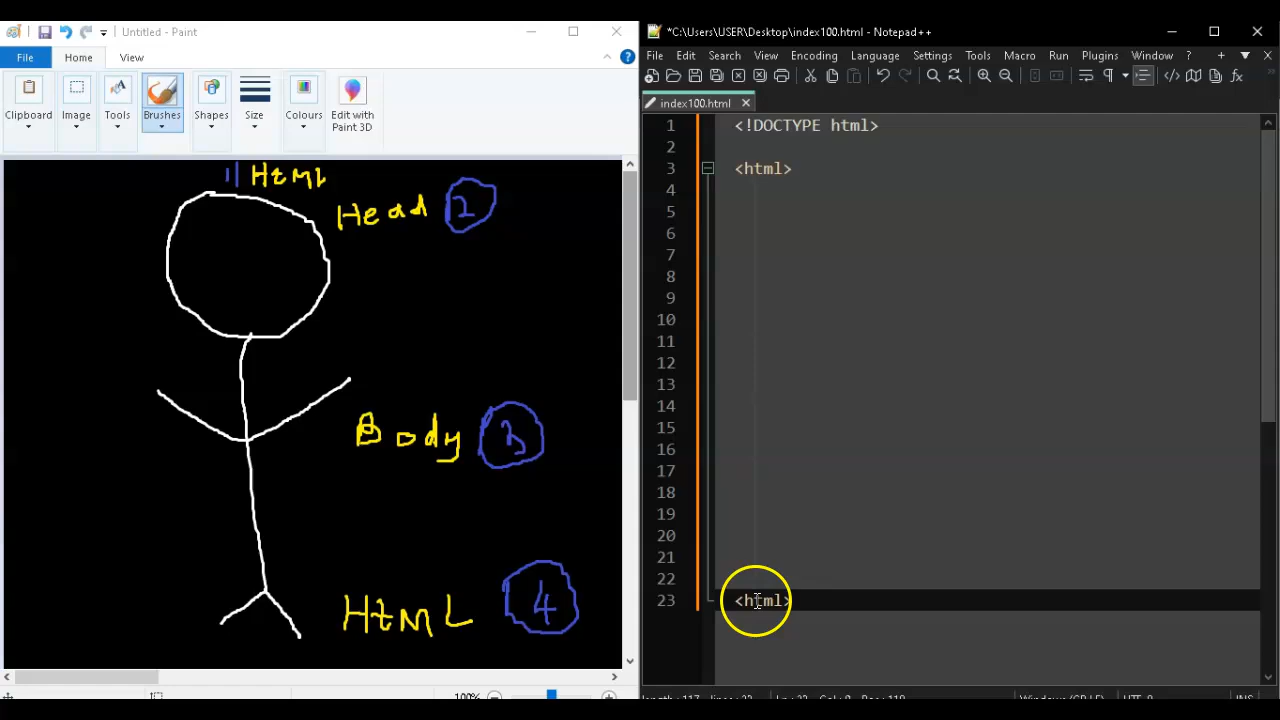 Untitled - Paint
File
Home
View
Clipboard
Image
Tools
Brushes
Shapes
Size
Colours
Edit with
Paint 3D
11 HtML
Head 2
Body 3
HtML 4
100%
*C:\Users\USER\Desktop\index100.html - Notepad++
File Edit Search View Encoding Language Settings Tools Macro Run Plugins Window ?
index100.html
1 <!DOCTYPE html>
2
3 <html>
4
5
6
7
8
9
10
11
12
13
14
15
16
17
18
19
20
21
22
23 <html>